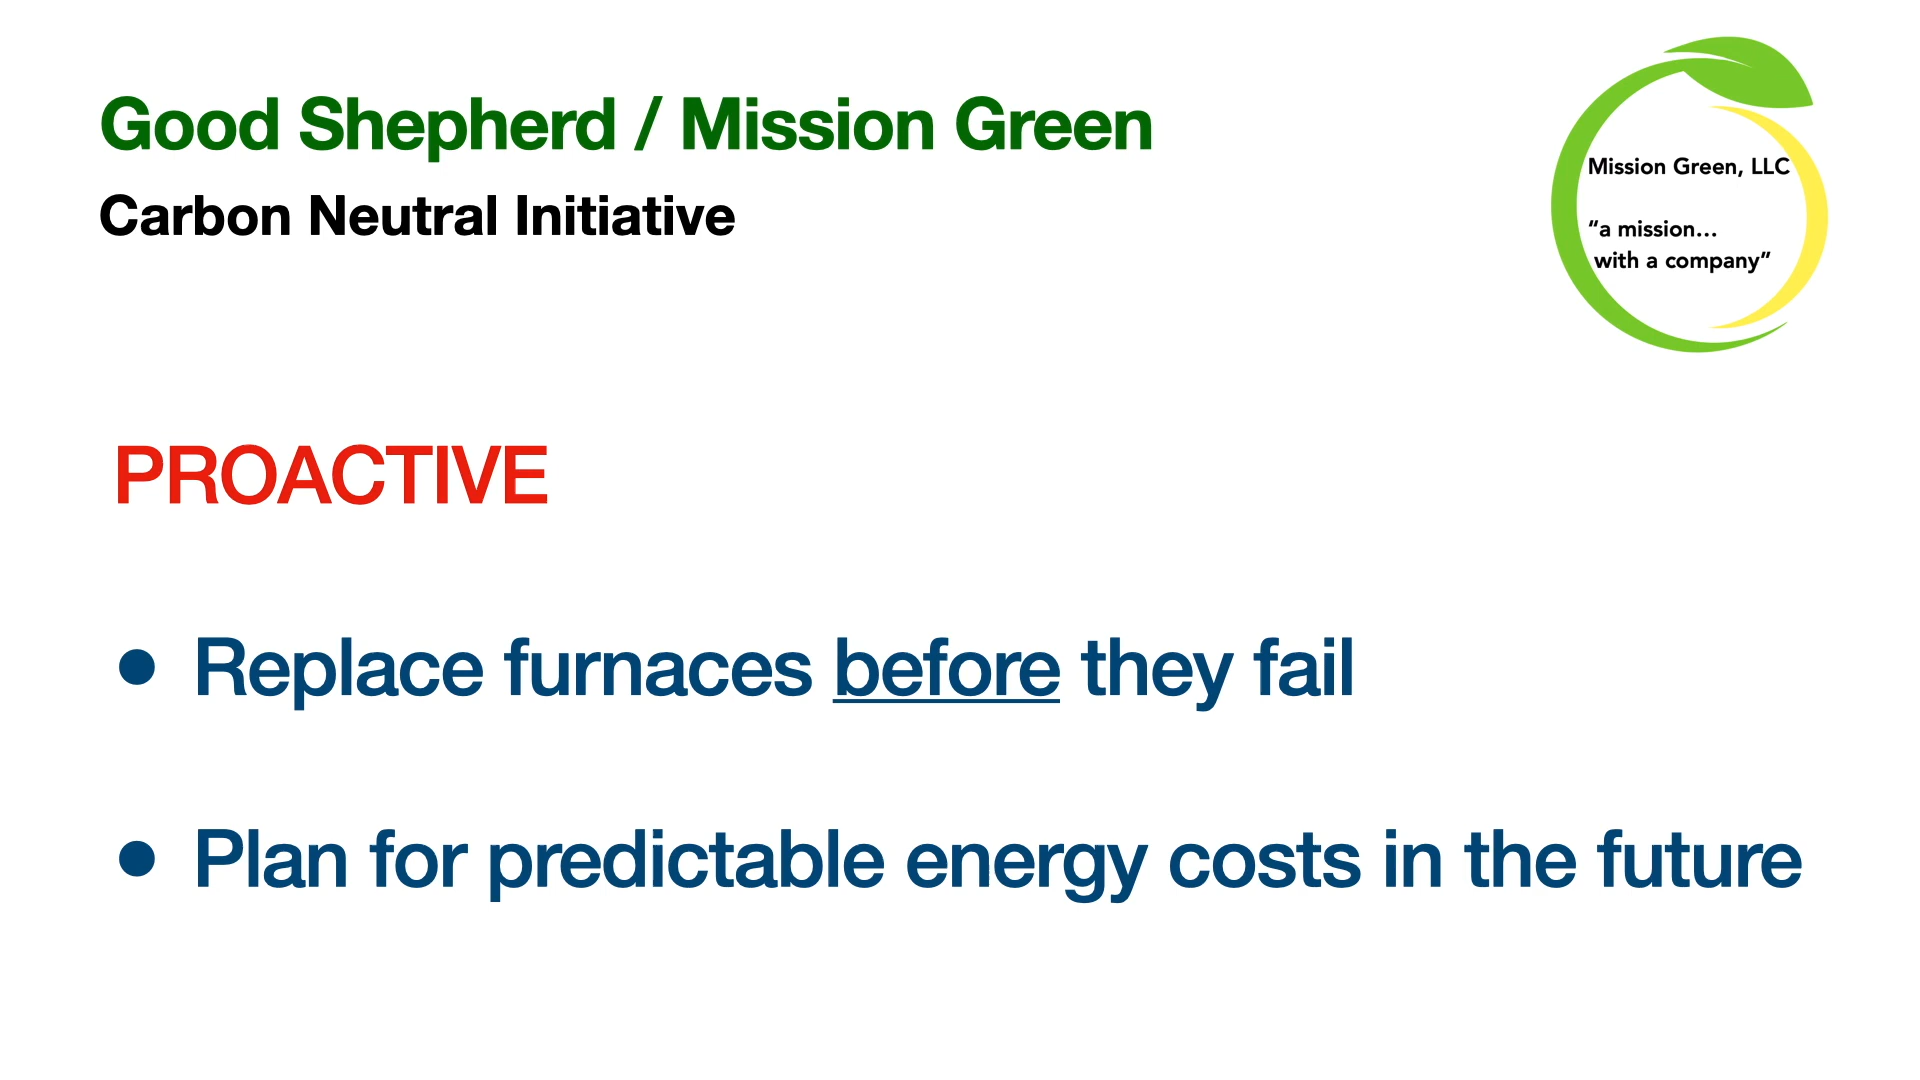 Good Shepherd / Mission Green
Carbon Neutral Initiative
Mission Green, LLC
“a mission…
with a company”
PROACTIVE
• Replace furnaces before they fail
• Plan for predictable energy costs in the future